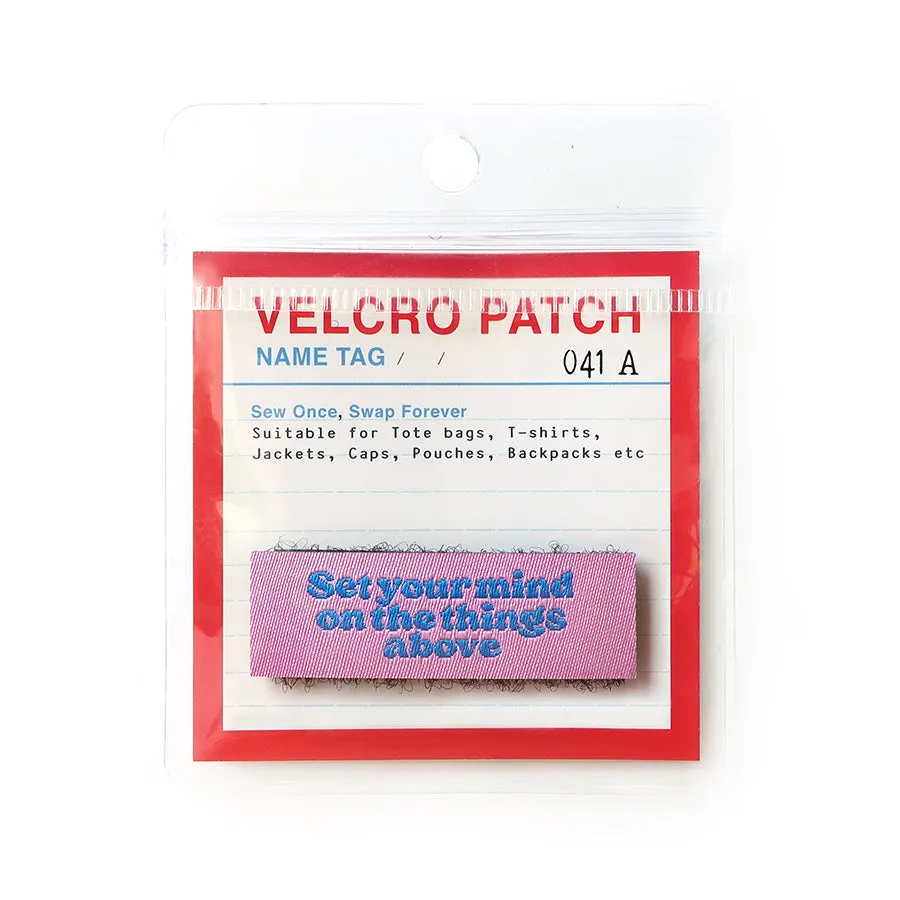 VELCRO PATCH
NAME TAG / / 041 A
Sew Once, Swap Forever
Suitable for Tote bags, T-shirts,
Jackets, Caps, Pouches, Backpacks etc
Set your mind
on the things
above